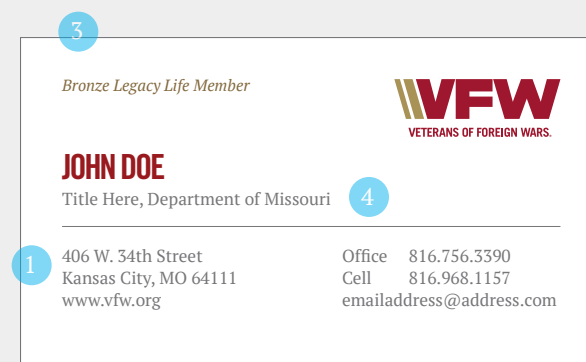 3
Bronze Legacy Life Member
VFW
VETERANS OF FOREIGN WARS.
JOHN DOE
Title Here, Department of Missouri
4
1
406 W. 34th Street
Kansas City, MO 64111
www.vfw.org
Office 816.756.3390
Cell 816.968.1157
emailaddress@address.com